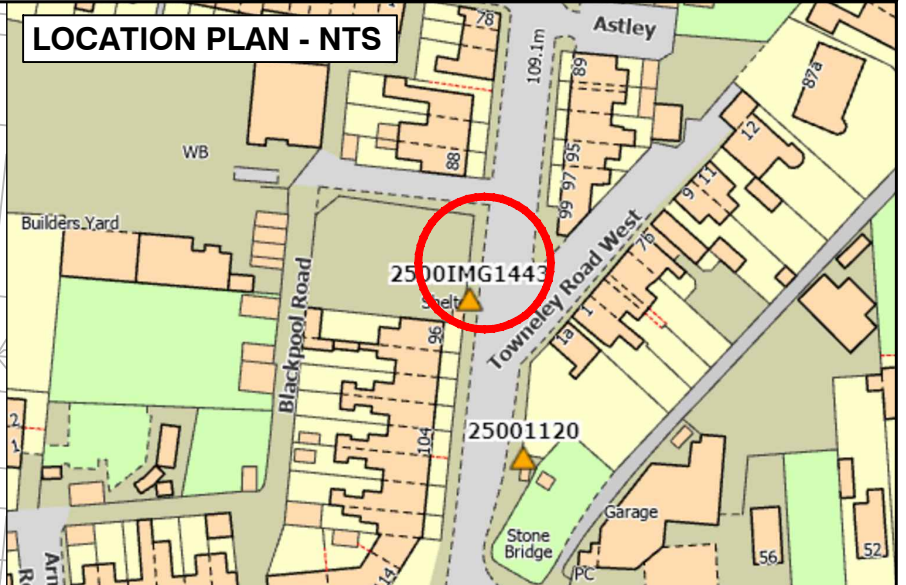 LOCATION PLAN - NTS
78
Astley
109.1m
89
87a
WB
88
95
12
97
11
9
99
Builders Yard
7b
Towneley Road West
2500IMG1443
Blackpool Road
96
1
1a
2
1
104
25001120
Garage
Stone
Bridge
56
52
PC